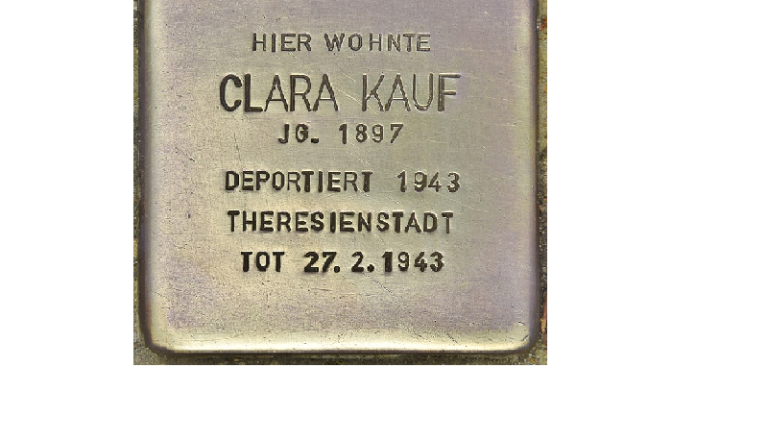 HIER WOHNTE
CLARA KAUF
JG. 1897
DEPORTIERT 1943
THERESIENSTADT
TOT 27.2.1943